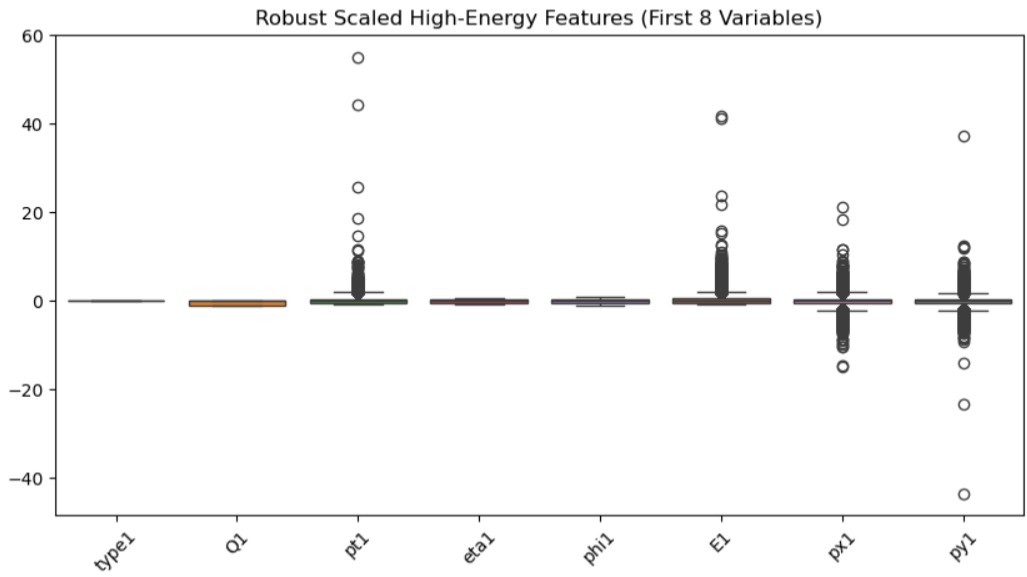 Robust Scaled High-Energy Features (First 8 Variables)
60
40
20
0
−20
−40
type1
Q1
pt1
eta1
phi1
E1
px1
py1